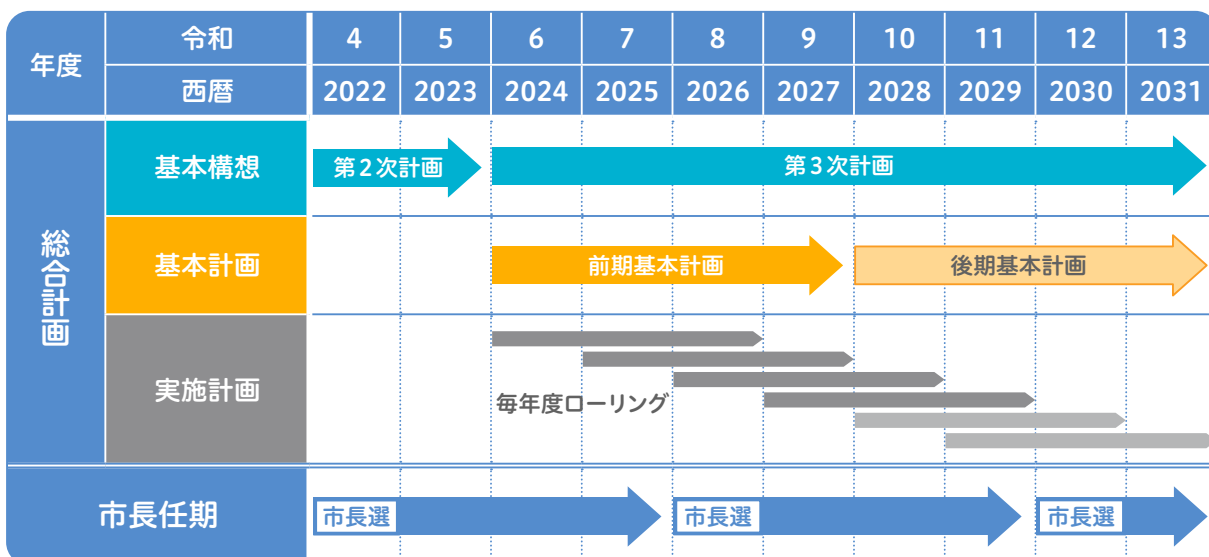 年度
令和 4 5 6 7 8 9 10 11 12 13
西暦 2022 2023 2024 2025 2026 2027 2028 2029 2030 2031
総合計画
基本構想 第2次計画 第3次計画
基本計画 前期基本計画 後期基本計画
実施計画 毎年度ローリング
市長任期 市長選 市長選 市長選